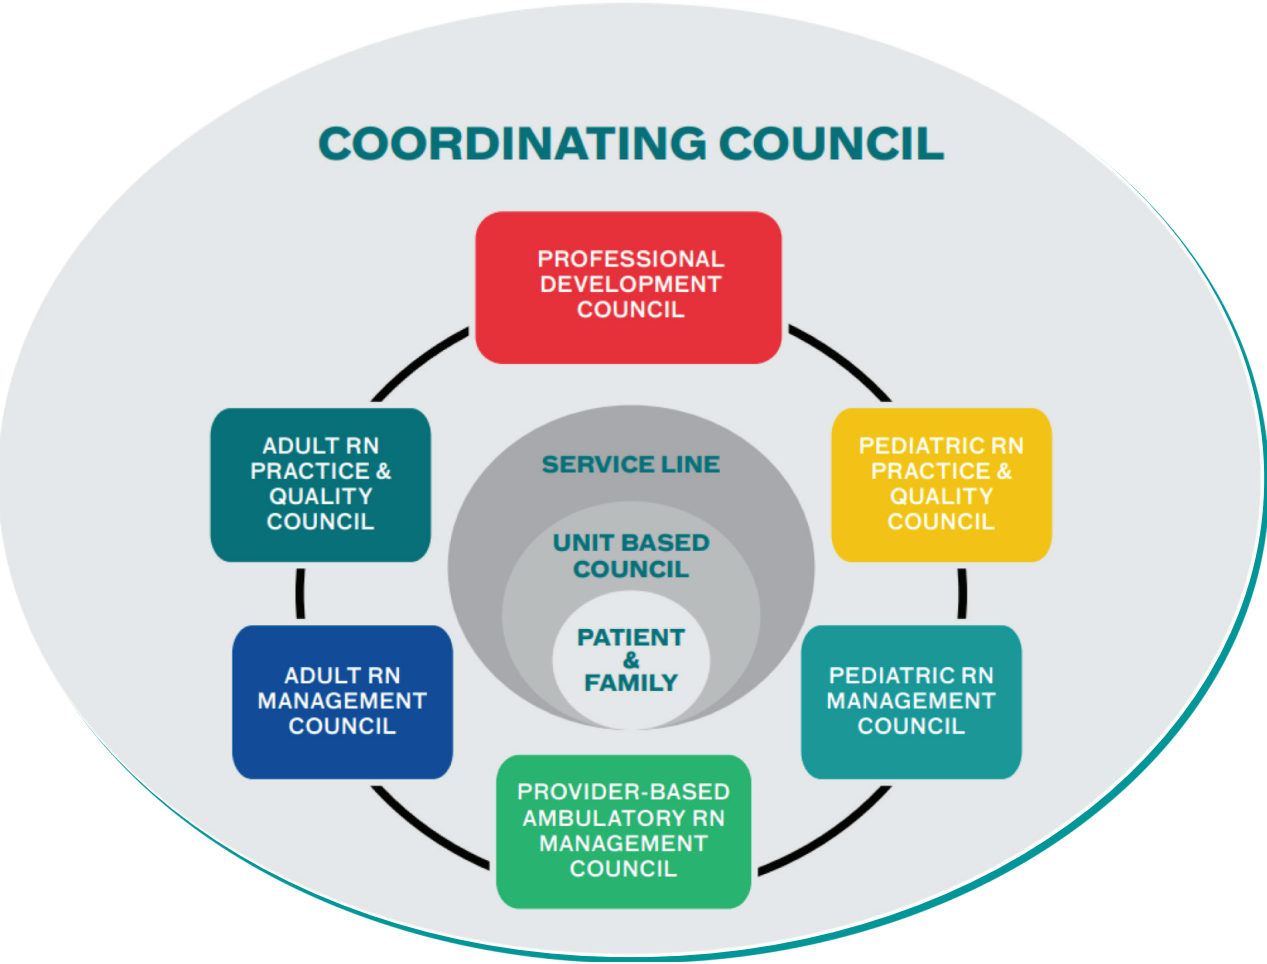 COORDINATING COUNCIL
PROFESSIONAL
DEVELOPMENT
COUNCIL
ADULT RN
PRACTICE &
QUALITY
COUNCIL
PEDIATRIC RN
PRACTICE &
QUALITY
COUNCIL
SERVICE LINE
UNIT BASED
COUNCIL
PATIENT
&
FAMILY
ADULT RN
MANAGEMENT
COUNCIL
PEDIATRIC RN
MANAGEMENT
COUNCIL
PROVIDER-BASED
AMBULATORY RN
MANAGEMENT
COUNCIL